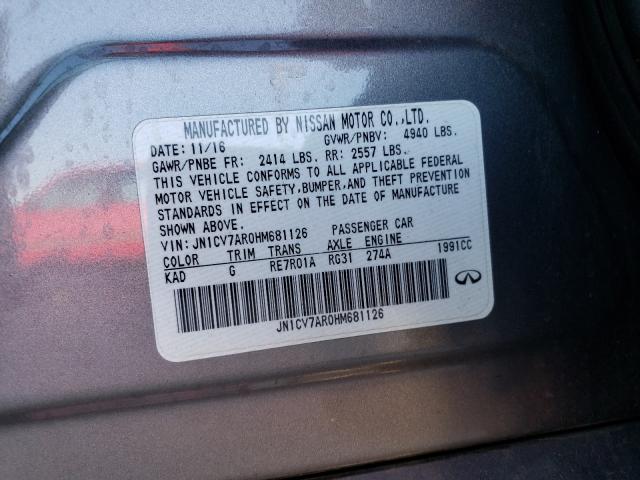 MANUFACTURED BY NISSAN MOTOR CO.,LTD.
DATE: 11/16 GVWR/PNBV: 4940 LBS.
GAWR/PNBE FR: 2414 LBS. RR: 2557 LBS.
THIS VEHICLE CONFORMS TO ALL APPLICABLE FEDERAL
MOTOR VEHICLE SAFETY,BUMPER,AND THEFT PREVENTION
STANDARDS IN EFFECT ON THE DATE OF MANUFACTURE
SHOWN ABOVE.
VIN: JN1CV7AR0HM681126 PASSENGER CAR
COLOR TRIM TRANS AXLE ENGINE
KAD G RE7R01A RG31 274A 1991CC
JN1CV7AR0HM681126